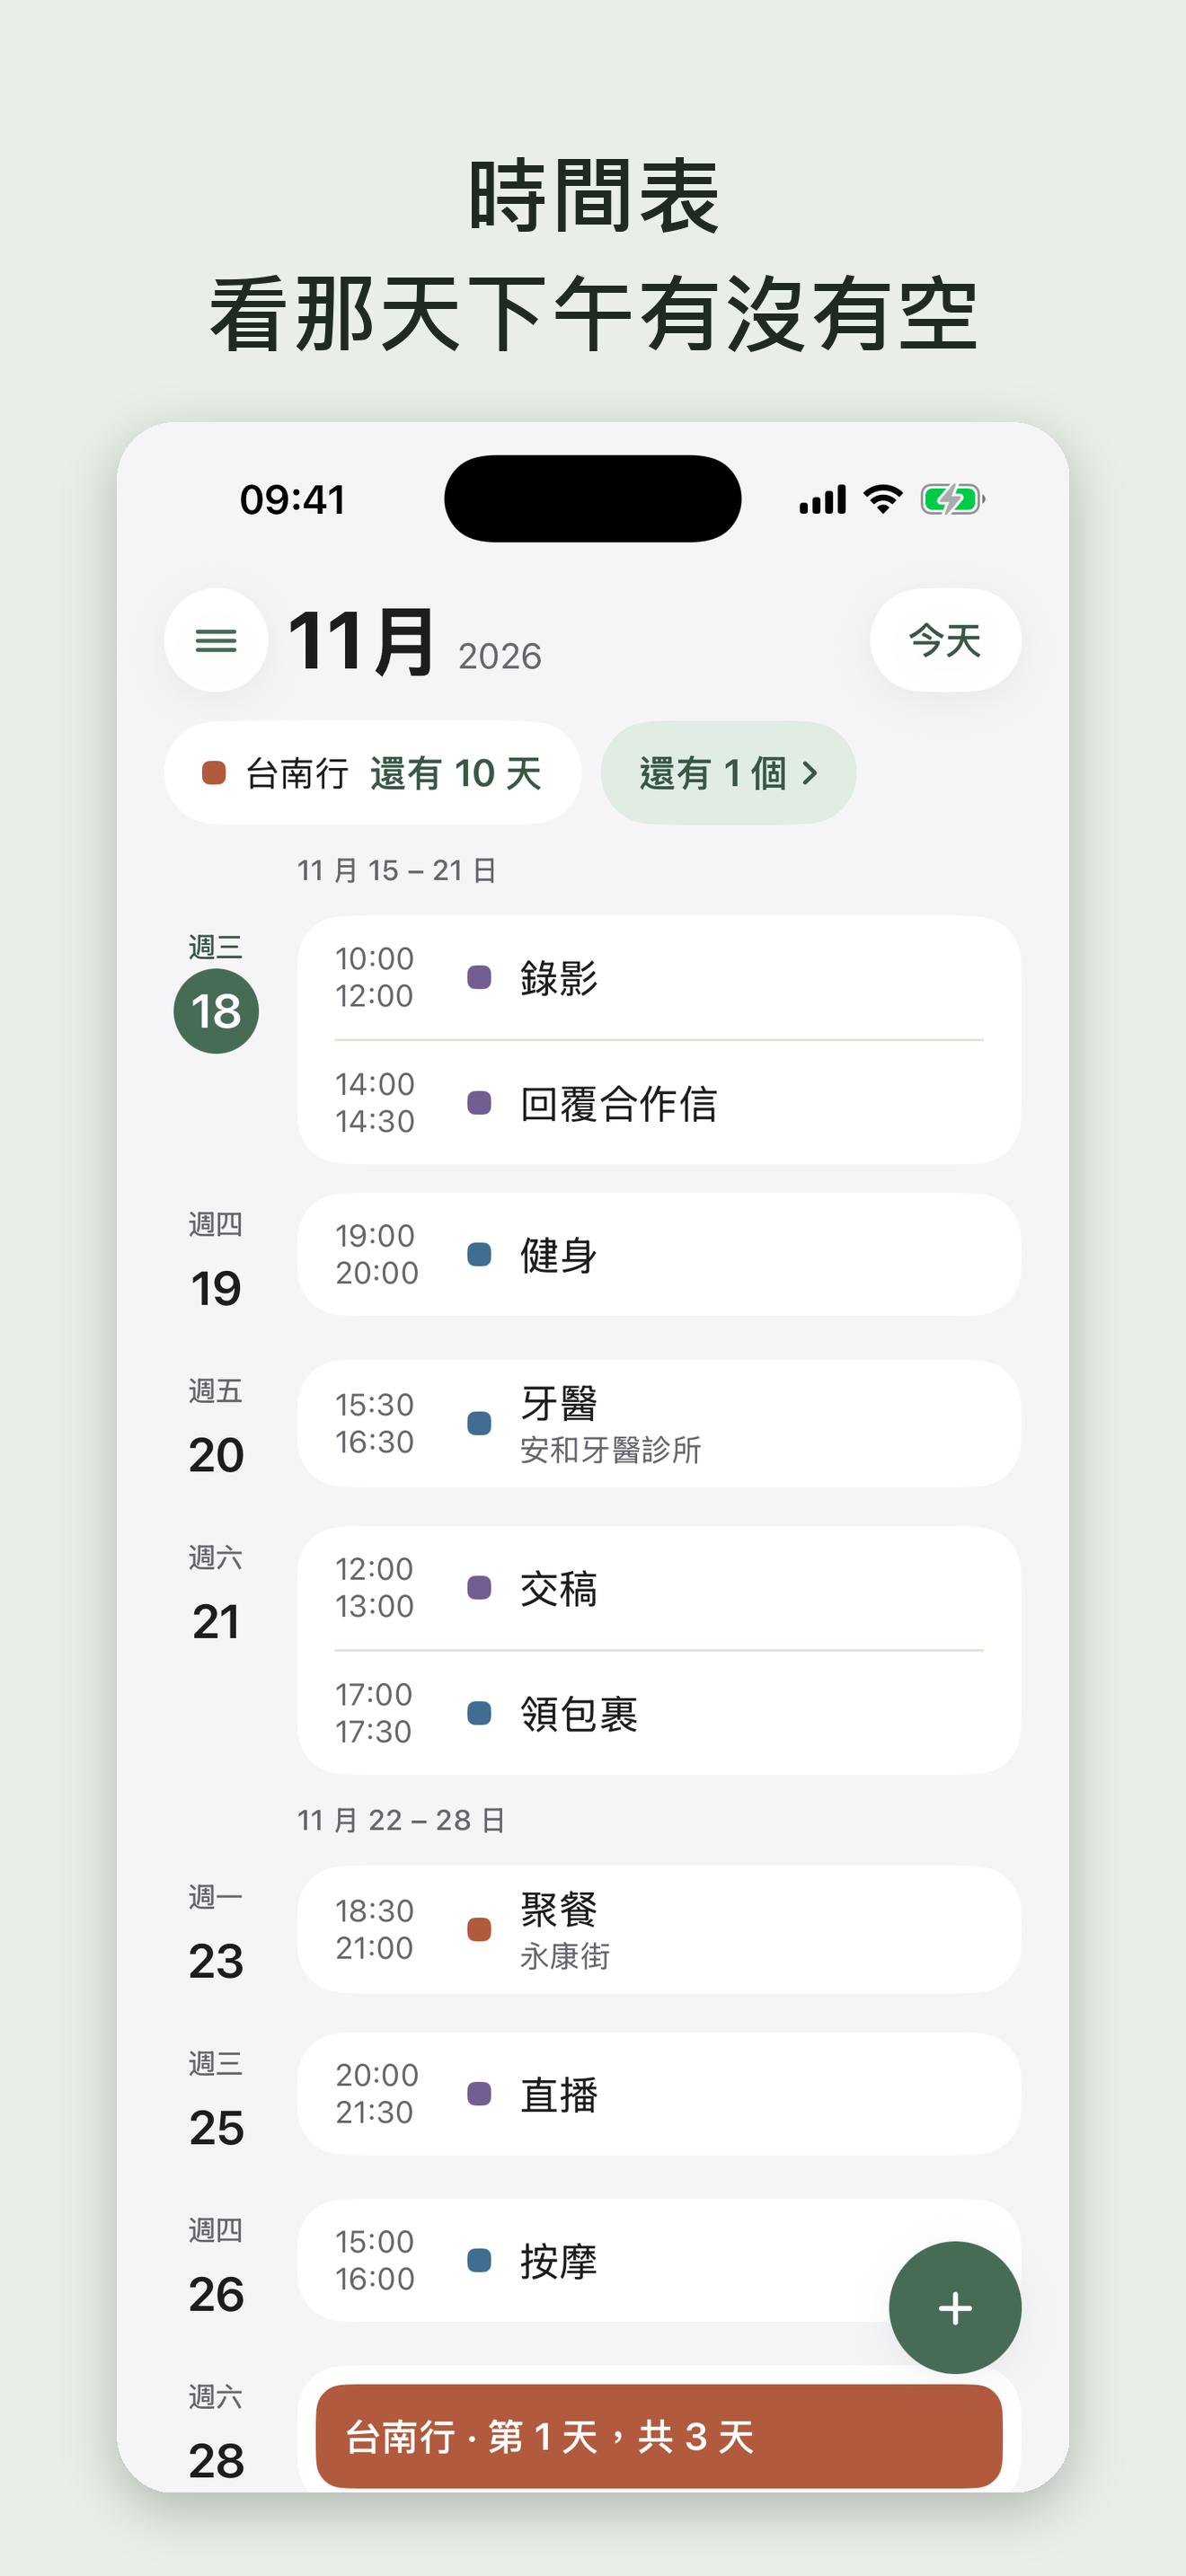 時間表
看那天下午有沒有空
09:41
11月 2026
今天
台南行 還有 10 天
還有 1 個
11 月 15 – 21 日
週三
18
10:00
12:00
錄影
14:00
14:30
回覆合作信
週四
19
19:00
20:00
健身
週五
20
15:30
16:30
牙醫
安和牙醫診所
週六
21
12:00
13:00
交稿
17:00
17:30
領包裹
11 月 22 – 28 日
週一
23
18:30
21:00
聚餐
永康街
週三
25
20:00
21:30
直播
週四
26
15:00
16:00
按摩
週六
28
台南行 · 第 1 天，共 3 天